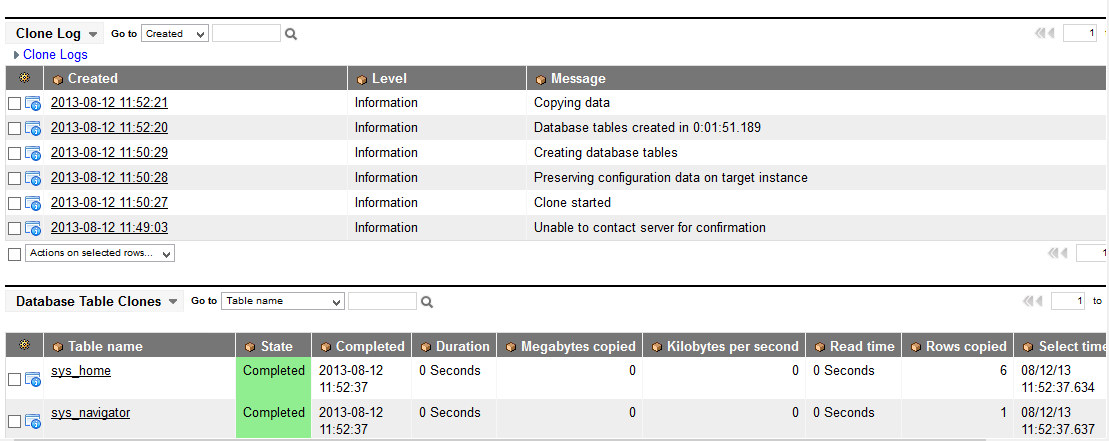 Clone Log Go to Created 1
Clone Logs
Created Level Message
2013-08-12 11:52:21 Information Copying data
2013-08-12 11:52:20 Information Database tables created in 0:01:51.189
2013-08-12 11:50:29 Information Creating database tables
2013-08-12 11:50:28 Information Preserving configuration data on target instance
2013-08-12 11:50:27 Information Clone started
2013-08-12 11:49:03 Information Unable to contact server for confirmation
Actions on selected rows... 1
Database Table Clones Go to Table name 1 to
Table name State Completed Duration Megabytes copied Kilobytes per second Read time Rows copied Select time
sys_home Completed 2013-08-12 0 Seconds 0 0 0 Seconds 6 08/12/13
11:52:37 11:52:37.634
sys_navigator Completed 2013-08-12 0 Seconds 0 0 0 Seconds 1 08/12/13
11:52:37 11:52:37.637